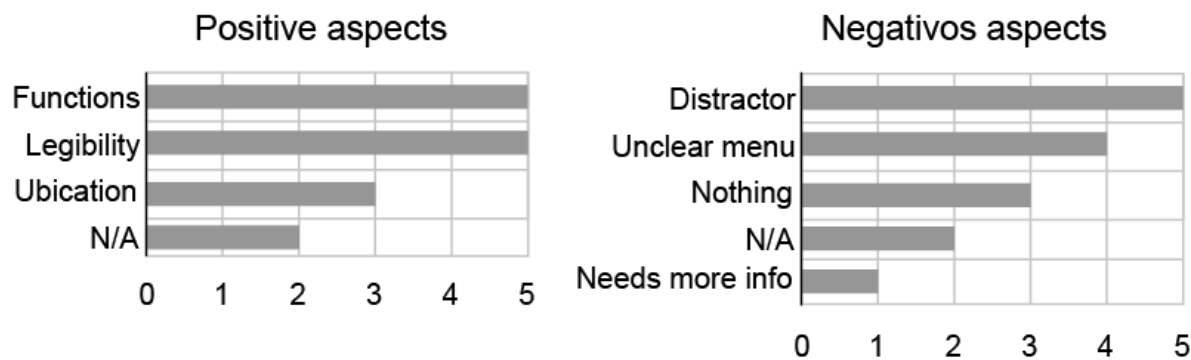 Positive aspects
Functions
Legibility
Ubication
N/A
0 1 2 3 4 5
Negativos aspects
Distractor
Unclear menu
Nothing
N/A
Needs more info
0 1 2 3 4 5